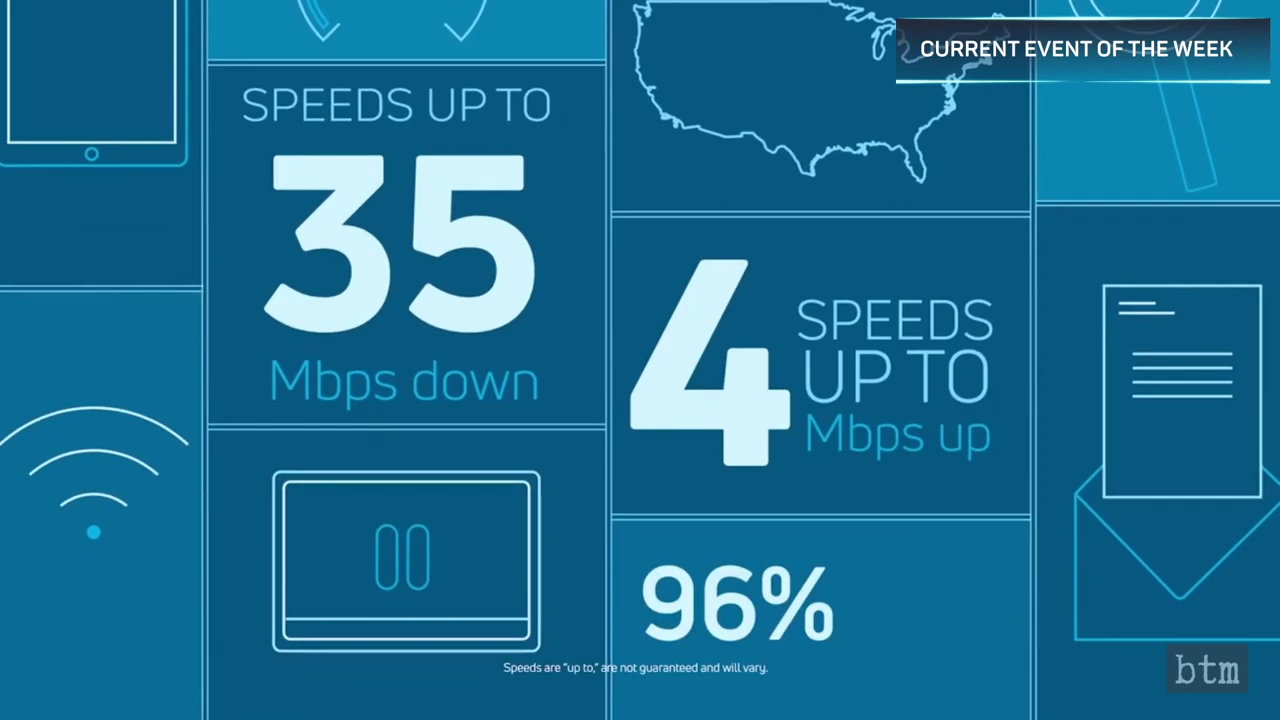 CURRENT EVENT OF THE WEEK
SPEEDS UP TO
35
Mbps down
4
SPEEDS
UP TO
Mbps up
96%
Speeds are "up to," are not guaranteed and will vary.
btm